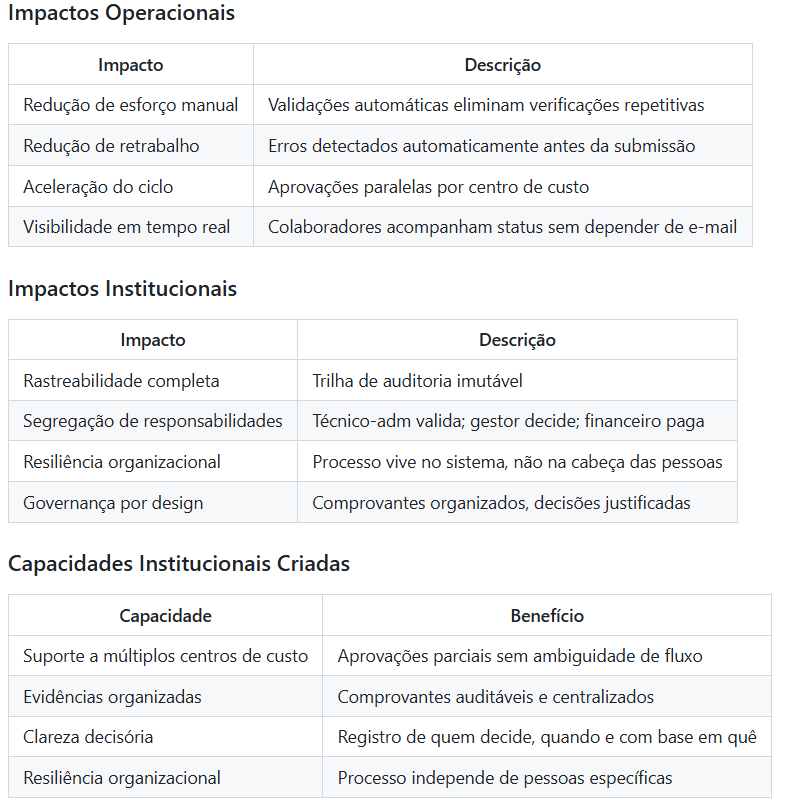 Impactos Operacionais
Impacto Descrição
Redução de esforço manual Validações automáticas eliminam verificações repetitivas
Redução de retrabalho Erros detectados automaticamente antes da submissão
Aceleração do ciclo Aprovações paralelas por centro de custo
Visibilidade em tempo real Colaboradores acompanham status sem depender de e-mail
Impactos Institucionais
Impacto Descrição
Rastreabilidade completa Trilha de auditoria imutável
Segregação de responsabilidades Técnico-adm valida; gestor decide; financeiro paga
Resiliência organizacional Processo vive no sistema, não na cabeça das pessoas
Governança por design Comprovantes organizados, decisões justificadas
Capacidades Institucionais Criadas
Capacidade Benefício
Suporte a múltiplos centros de custo Aprovações parciais sem ambiguidade de fluxo
Evidências organizadas Comprovantes auditáveis e centralizados
Clareza decisória Registro de quem decide, quando e com base em quê
Resiliência organizacional Processo independe de pessoas específicas